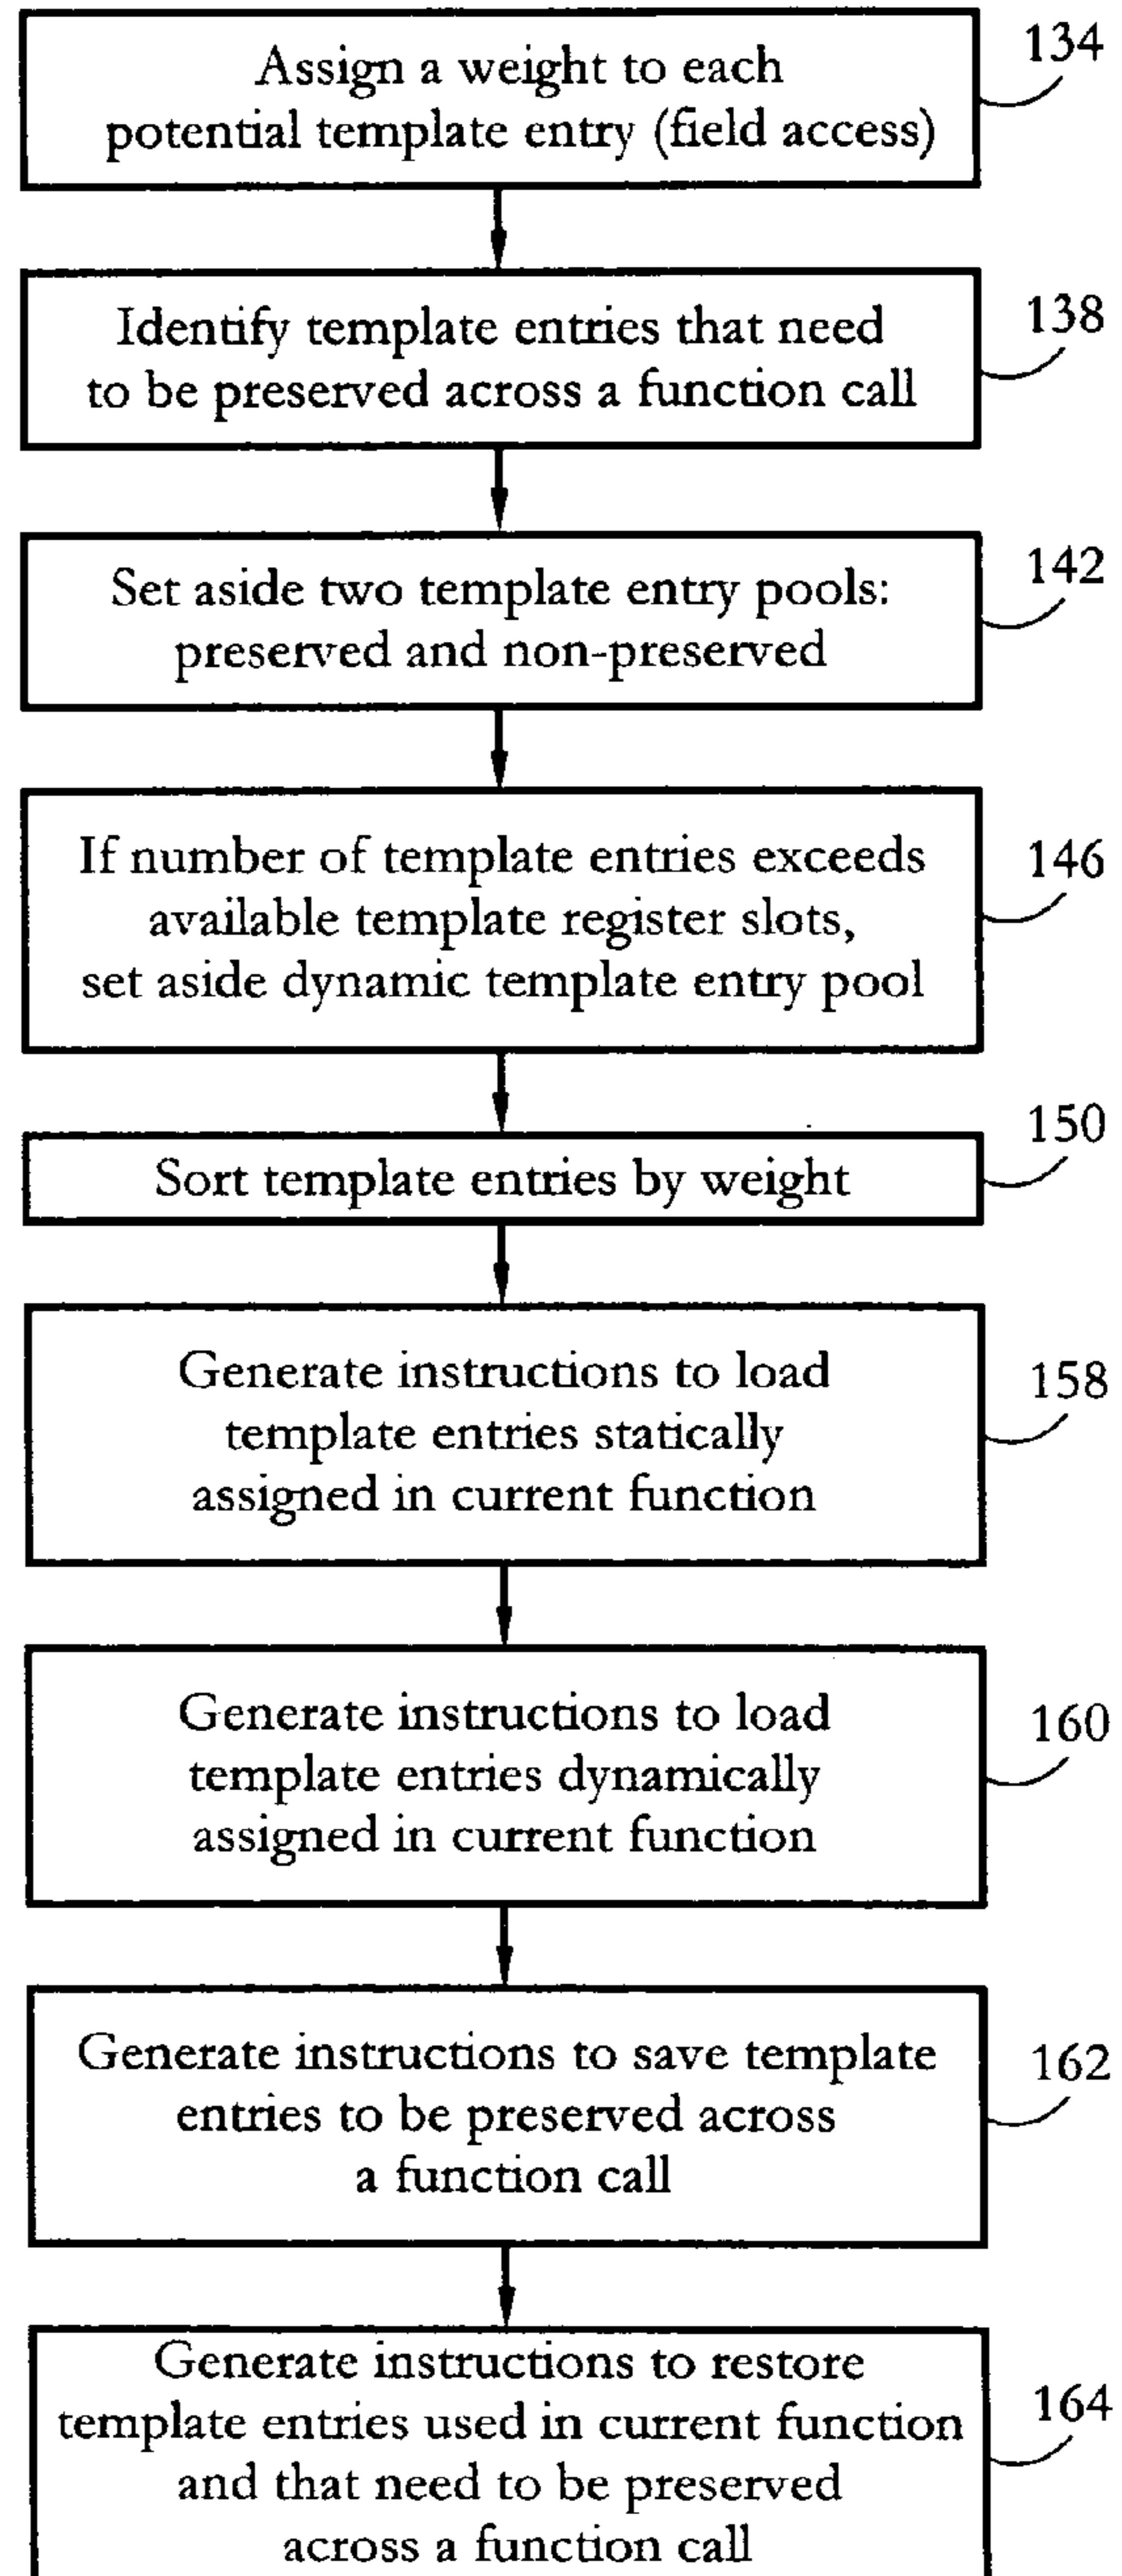 134
Assign a weight to each
potential template entry (field access)
138
Identify template entries that need
to be preserved across a function call
142
Set aside two template entry pools:
preserved and non-preserved
146
If number of template entries exceeds
available template register slots,
set aside dynamic template entry pool
150
Sort template entries by weight
158
Generate instructions to load
template entries statically
assigned in current function
160
Generate instructions to load
template entries dynamically
assigned in current function
162
Generate instructions to save template
entries to be preserved across
a function call
164
Generate instructions to restore
template entries used in current function
and that need to be preserved
across a function call